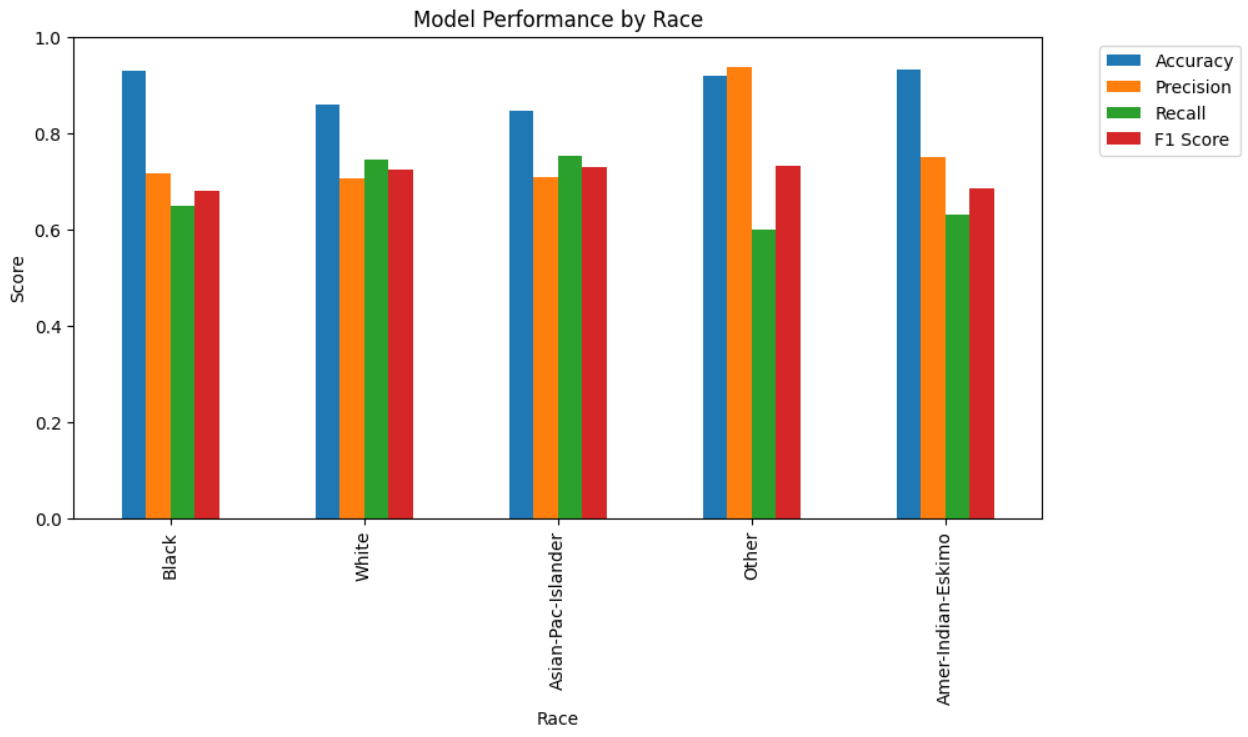 Model Performance by Race
Accuracy
Precision
Recall
F1 Score
Score
1.0
0.8
0.6
0.4
0.2
0.0
Black
White
Asian-Pac-Islander
Other
Amer-Indian-Eskimo
Race